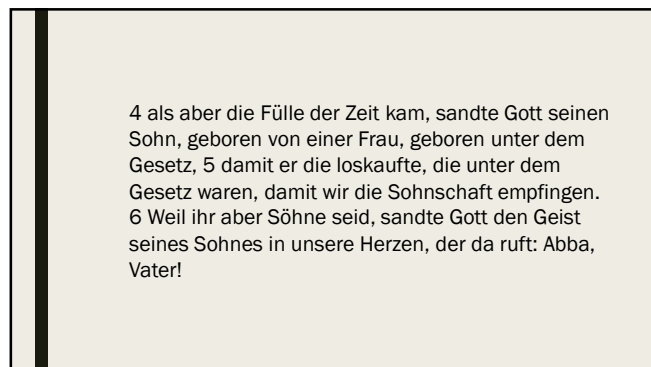 4 als aber die Fülle der Zeit kam, sandte Gott seinen
Sohn, geboren von einer Frau, geboren unter dem
Gesetz, 5 damit er die loskaufte, die unter dem
Gesetz waren, damit wir die Sohnschaft empfingen.
6 Weil ihr aber Söhne seid, sandte Gott den Geist
seines Sohnes in unsere Herzen, der da ruft: Abba,
Vater!